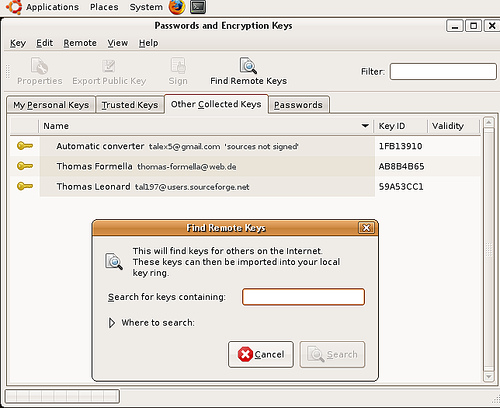 Applications Places System
Passwords and Encryption Keys
Key Edit Remote View Help
Properties Export Public Key Sign Find Remote Keys Filter:
My Personal Keys Trusted Keys Other Collected Keys Passwords
Name Key ID Validity
Automatic converter talex5@gmail.com 'sources not signed' 1FB13910
Thomas Formella thomas-formella@web.de AB8B4B65
Thomas Leonard tal197@users.sourceforge.net 59A53CC1
Find Remote Keys
This will find keys for others on the Internet.
These keys can then be imported into your local
key ring.
Search for keys containing:
Where to search:
Cancel Search